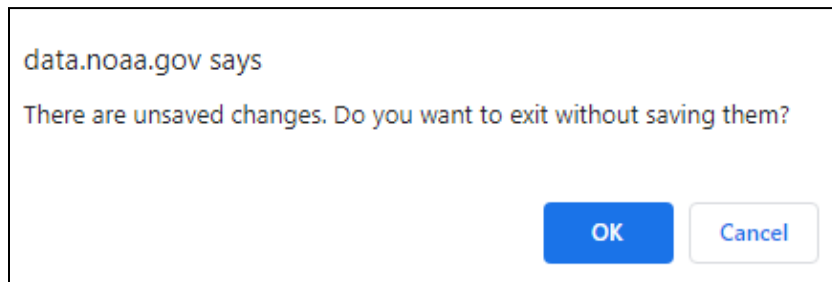 data.noaa.gov says
There are unsaved changes. Do you want to exit without saving them?
OK
Cancel